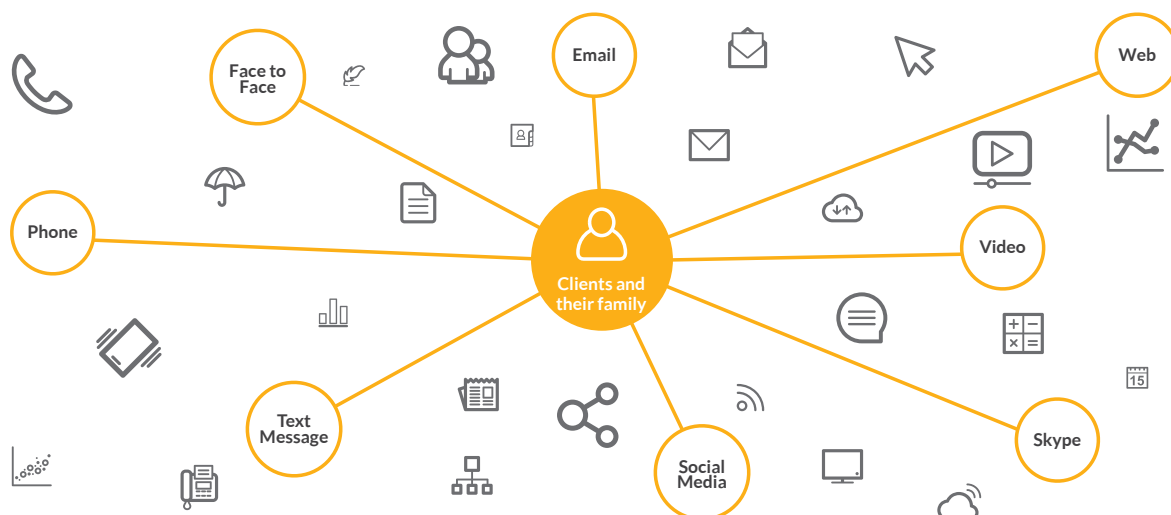 Face to
Face
Email
Web
Phone
Clients and
their family
Video
15
Text
Message
Social
Media
Skype